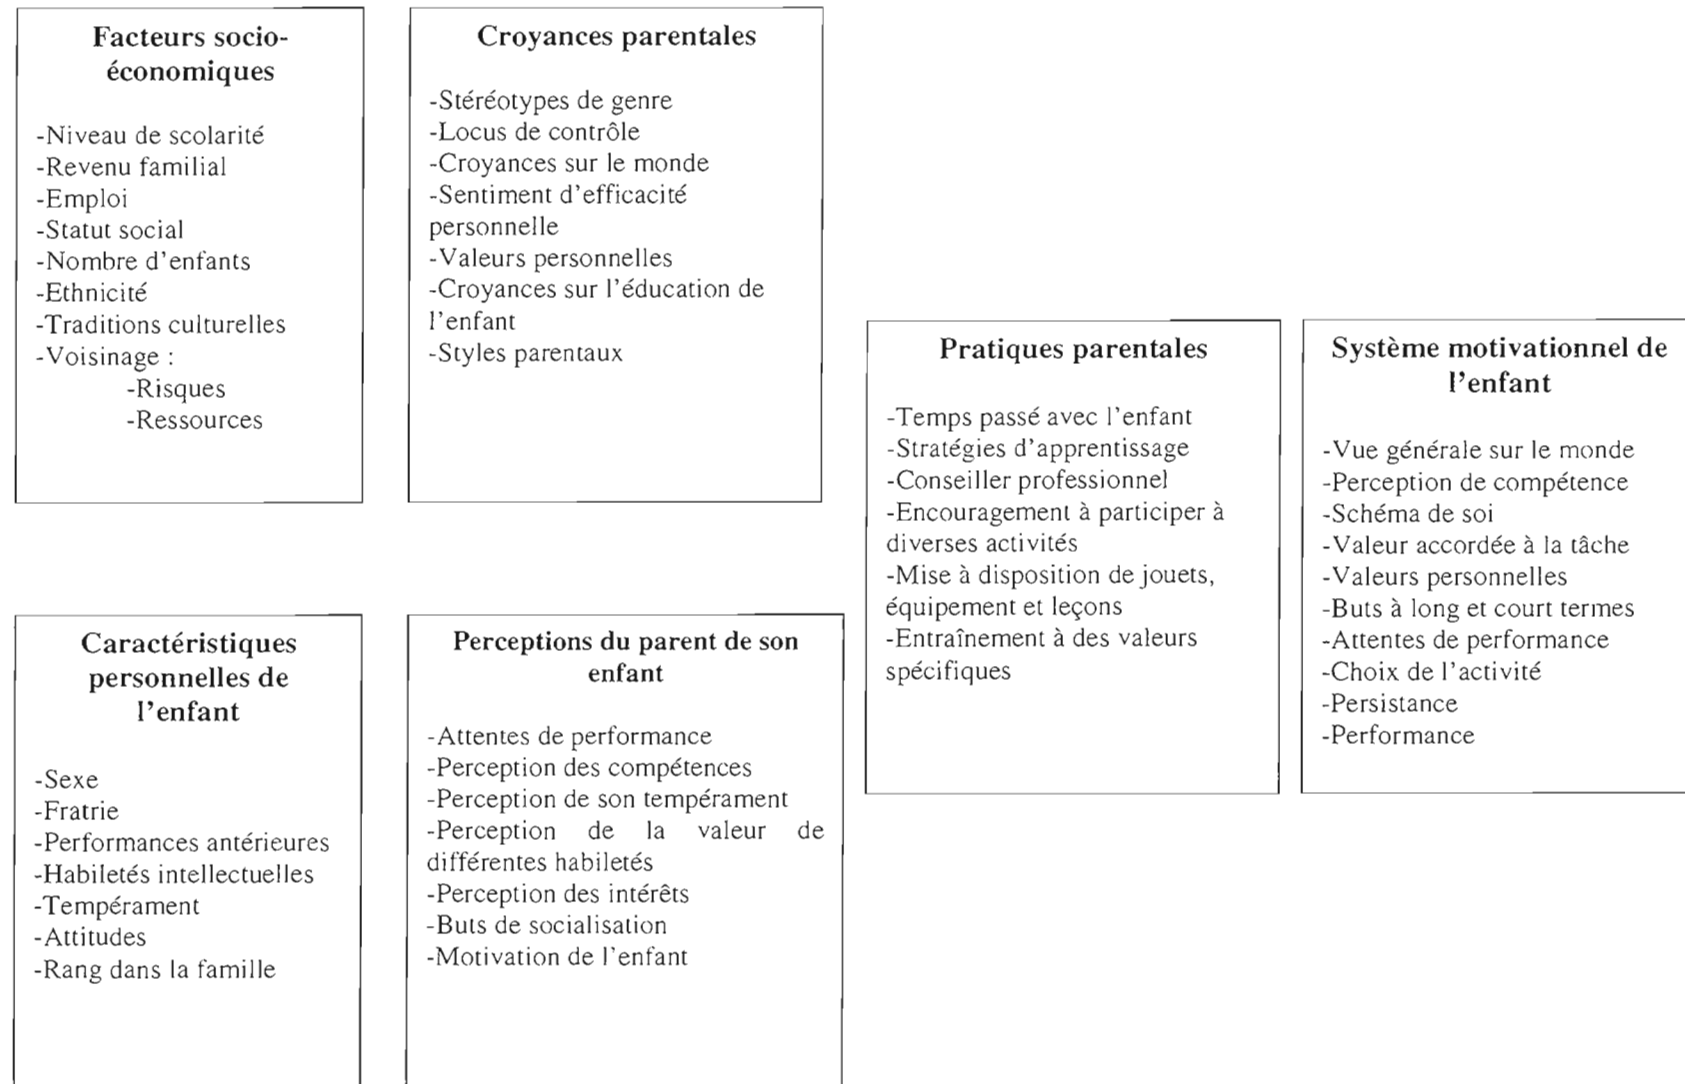 Facteurs socio-
économiques
-Niveau de scolarité
-Revenu familial
-Emploi
-Statut social
-Nombre d'enfants
-Ethnicité
-Traditions culturelles
-Voisinage :
-Risques
-Ressources
Croyances parentales
-Stéréotypes de genre
-Locus de contrôle
-Croyances sur le monde
-Sentiment d'efficacité
personnelle
-Valeurs personnelles
-Croyances sur l'éducation de
l'enfant
-Styles parentaux
Caractéristiques
personnelles de
l'enfant
-Sexe
-Fratrie
-Performances antérieures
-Habiletés intellectuelles
-Tempérament
-Attitudes
-Rang dans la famille
Perceptions du parent de son
enfant
-Attentes de performance
-Perception des compétences
-Perception de son tempérament
-Perception de la valeur de
différentes habiletés
-Perception des intérêts
-Buts de socialisation
-Motivation de l'enfant
Pratiques parentales
-Temps passé avec l'enfant
-Stratégies d'apprentissage
-Conseiller professionnel
-Encouragement à participer à
diverses activités
-Mise à disposition de jouets,
équipement et leçons
-Entraînement à des valeurs
spécifiques
Système motivationnel de
l'enfant
-Vue générale sur le monde
-Perception de compétence
-Schéma de soi
-Valeur accordée à la tâche
-Valeurs personnelles
-Buts à long et court termes
-Attentes de performance
-Choix de l'activité
-Persistance
-Performance